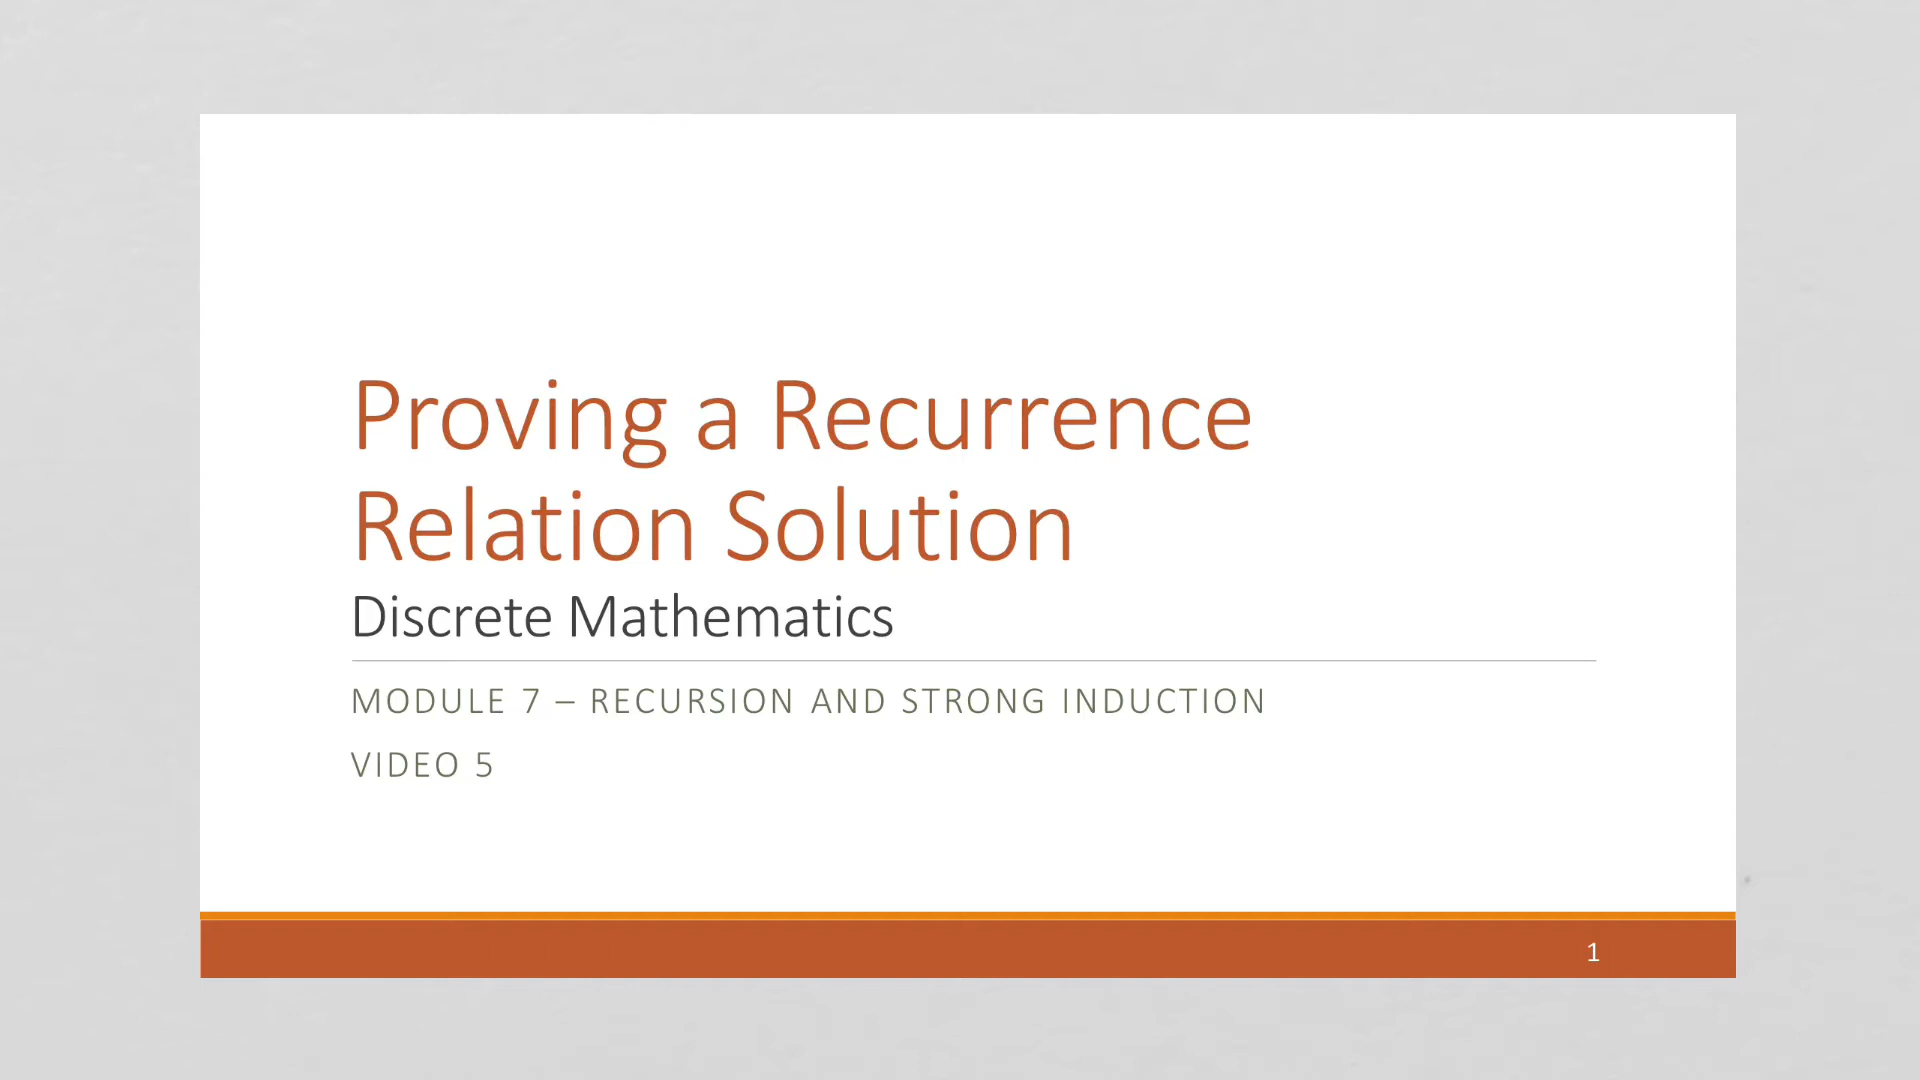 Proving a Recurrence
Relation Solution
Discrete Mathematics
MODULE 7 – RECURSION AND STRONG INDUCTION
VIDEO 5
1